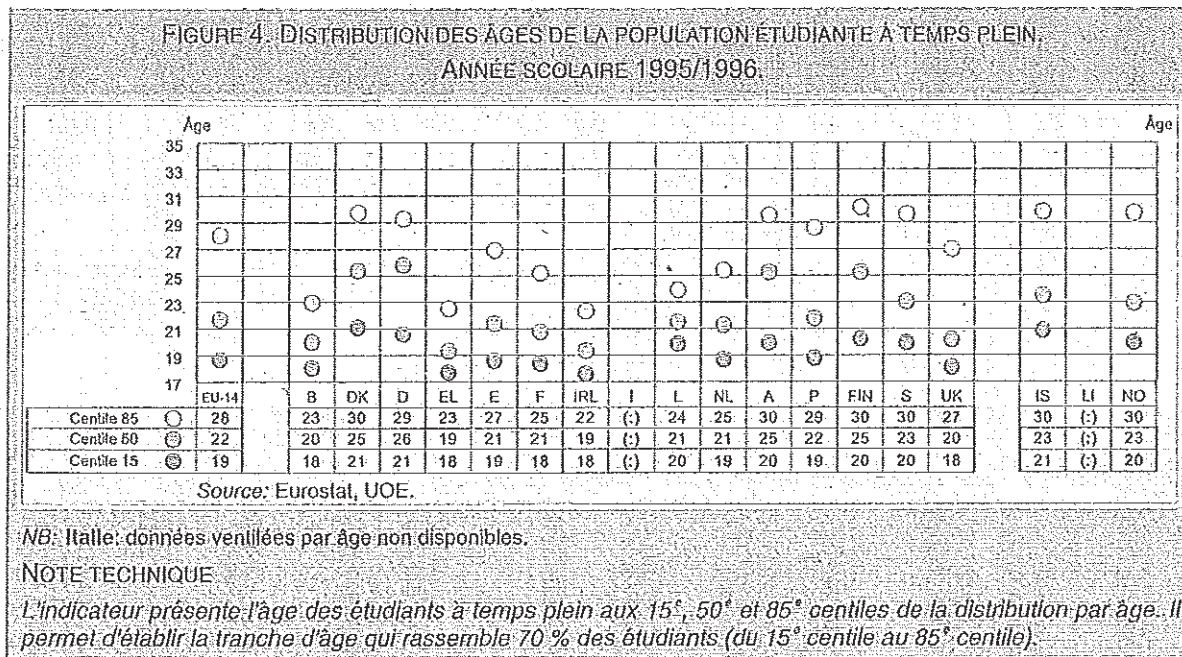 FIGURE 4. DISTRIBUTION DES ÂGES DE LA POPULATION ÉTUDIANTE À TEMPS PLEIN.
ANNÉE SCOLAIRE 1995/1996.
Âge Âge
35
33
31
29
27
25
23
21
19
17
EU-14 B DK D EL E F IRL I L NL A P FIN S UK IS LI NO
Centile 85 28 23 30 29 23 27 25 22 (:) 24 25 30 29 30 30 27 30 (:) 30
Centile 50 22 20 25 26 19 21 21 19 (:) 21 21 25 22 25 23 20 23 (:) 23
Centile 15 19 18 21 21 18 19 18 18 (:) 20 19 20 19 20 20 18 21 (:) 20
Source: Eurostat, UOE.
NB: Italie: données ventilées par âge non disponibles.
NOTE TECHNIQUE
L'indicateur présente l'âge des étudiants à temps plein aux 15ᵉ, 50ᵉ et 85ᵉ centiles de la distribution par âge. Il
permet d'établir la tranche d'âge qui rassemble 70 % des étudiants (du 15ᵉ centile au 85ᵉ centile).